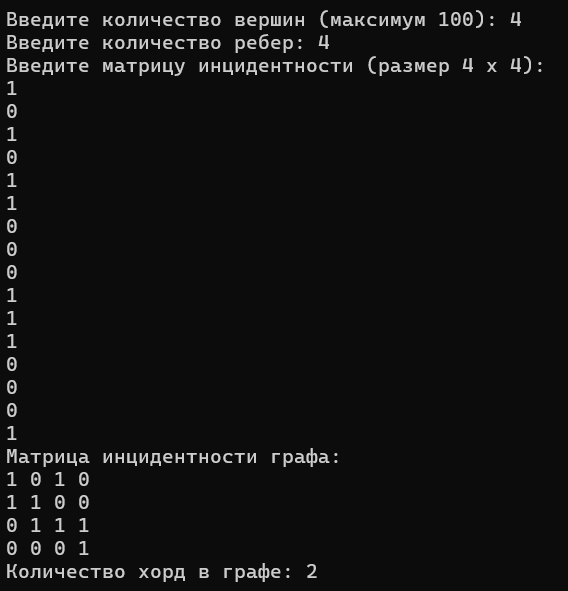 Введите количество вершин (максимум 100): 4
Введите количество ребер: 4
Введите матрицу инцидентности (размер 4 x 4):
1
0
1
0
1
1
0
0
0
1
1
1
0
0
0
1
Матрица инцидентности графа:
1 0 1 0
1 1 0 0
0 1 1 1
0 0 0 1
Количество хорд в графе: 2